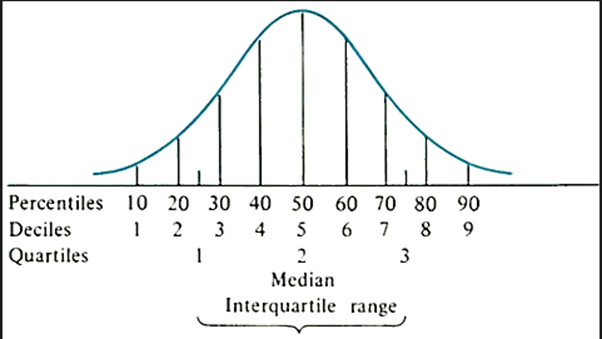 Percentiles 10 20 30 40 50 60 70 80 90
Deciles 1 2 3 4 5 6 7 8 9
Quartiles 1 2 3
Median
Interquartile range